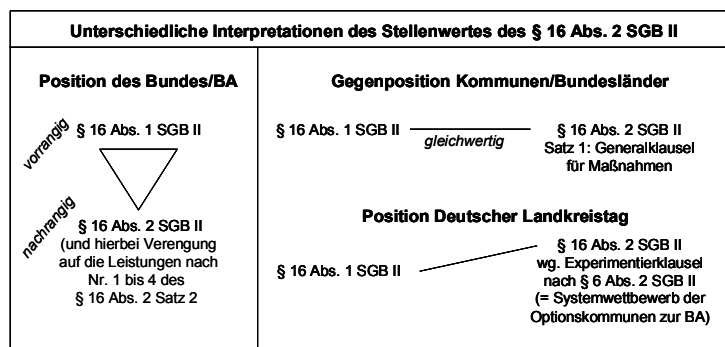 Unterschiedliche Interpretationen des Stellenwertes des § 16 Abs. 2 SGB II
Position des Bundes/BA
vorrangig
§ 16 Abs. 1 SGB II
nachrangig
§ 16 Abs. 2 SGB II
(und hierbei Verengung
auf die Leistungen nach
Nr. 1 bis 4 des
§ 16 Abs. 2 Satz 2
Gegenposition Kommunen/Bundesländer
§ 16 Abs. 1 SGB II
gleichwertig
§ 16 Abs. 2 SGB II
Satz 1: Generalklausel
für Maßnahmen
Position Deutscher Landkreistag
§ 16 Abs. 1 SGB II
§ 16 Abs. 2 SGB II
wg. Experimentierklausel
nach § 6 Abs. 2 SGB II
(= Systemwettbewerb der
Optionskommunen zur BA)